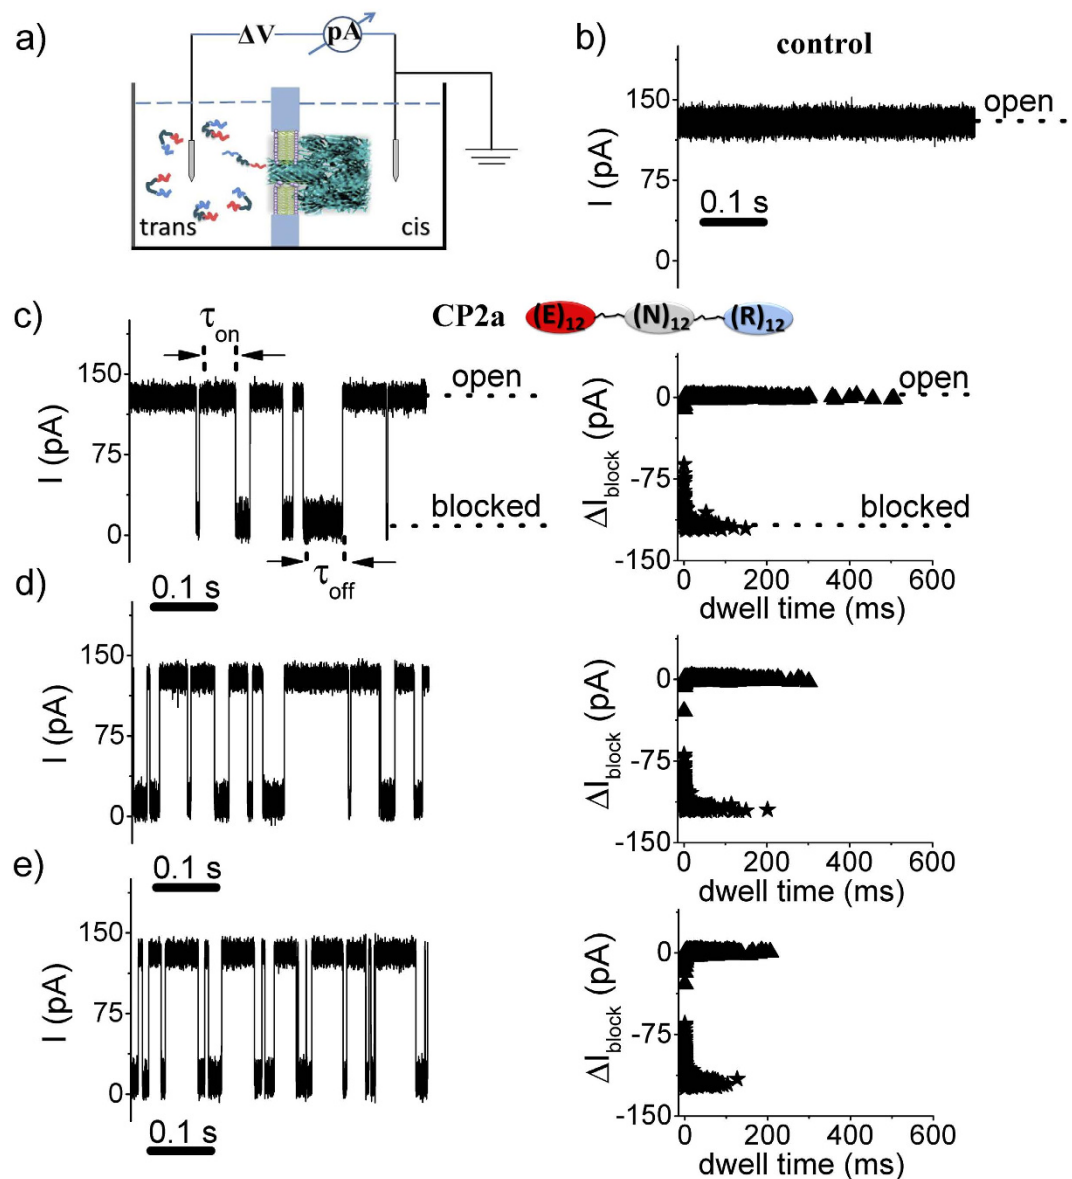 a)
ΔV
pA
trans
cis
b)
control
150
75
0
I (pA)
open
0.1 s
CP2a
(E)12
(N)12
(R)12
c)
τon
150
75
0
I (pA)
open
blocked
τoff
0.1 s
0
-75
-150
ΔIblock (pA)
open
blocked
0 200 400 600
dwell time (ms)
d)
150
75
0
I (pA)
0.1 s
0
-75
-150
ΔIblock (pA)
0 200 400 600
dwell time (ms)
e)
150
75
0
I (pA)
0.1 s
0
-75
-150
ΔIblock (pA)
0 200 400 600
dwell time (ms)